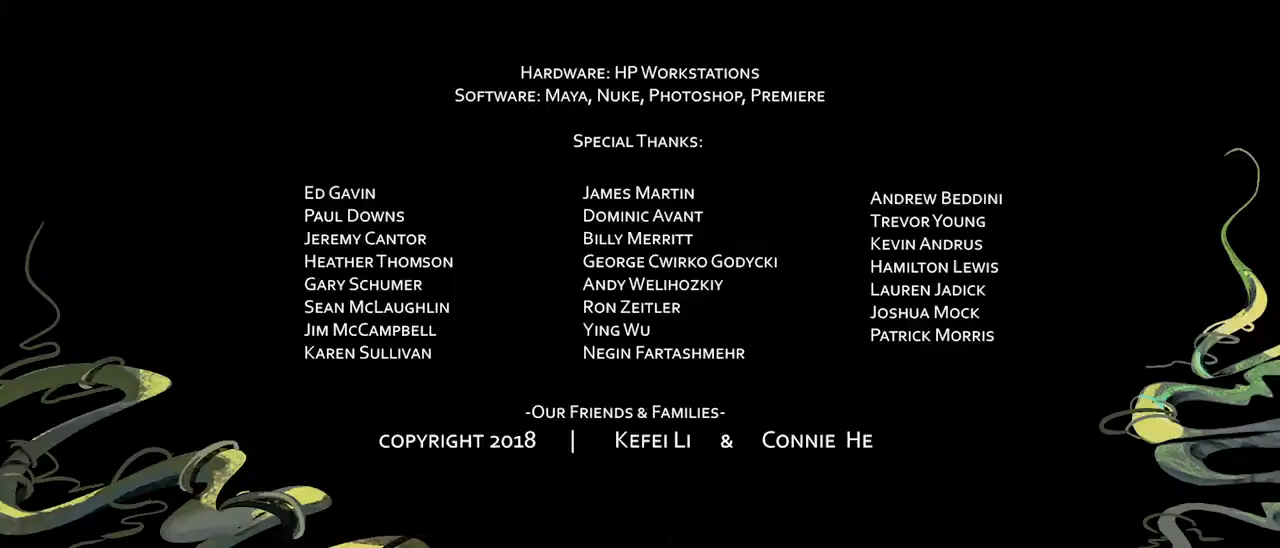 Hardware: HP Workstations
Software: Maya, Nuke, Photoshop, Premiere
Special Thanks:
Ed Gavin
Paul Downs
Jeremy Cantor
Heather Thomson
Gary Schumer
Sean McLaughlin
Jim McCampbell
Karen Sullivan
James Martin
Dominic Avant
Billy Merritt
George Cwirko Godycki
Andy Welihozkiy
Ron Zeitler
Ying Wu
Negin Fartashmehr
Andrew Beddini
Trevor Young
Kevin Andrus
Hamilton Lewis
Lauren Jadick
Joshua Mock
Patrick Morris
-Our Friends & Families-
copyright 2018 | Kefei Li & Connie He